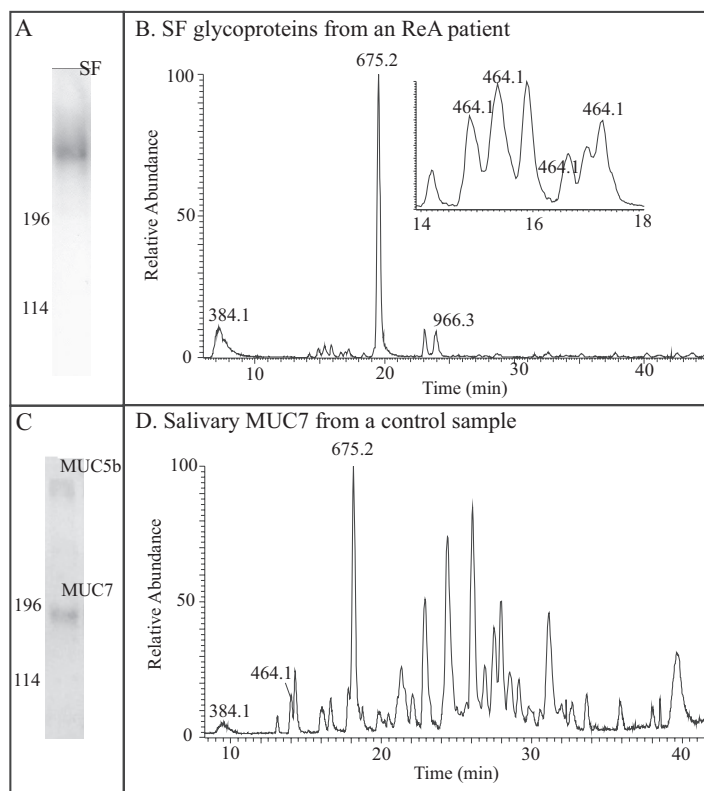 A
SF
196
114
B. SF glycoproteins from an ReA patient
675.2
100
50
0
Relative Abundance
384.1
966.3
10
20
30
40
Time (min)
464.1
464.1
464.1
464.1
14
16
18
C
MUC5b
MUC7
196
114
D. Salivary MUC7 from a control sample
675.2
100
50
0
Relative Abundance
464.1
384.1
10
20
30
40
Time (min)